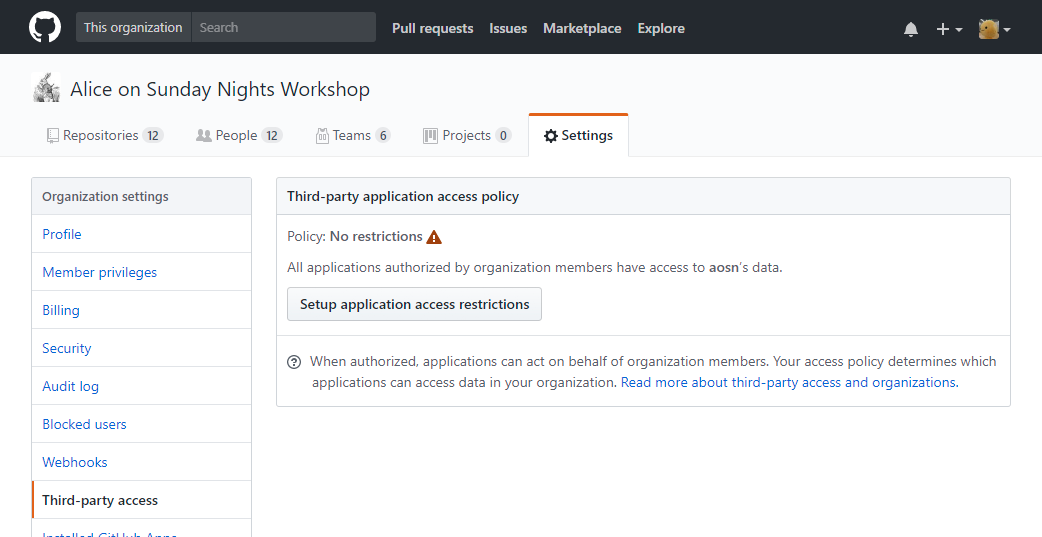 This organization Search Pull requests Issues Marketplace Explore
Alice on Sunday Nights Workshop
Repositories 12 People 12 Teams 6 Projects 0 Settings
Organization settings
Profile
Member privileges
Billing
Security
Audit log
Blocked users
Webhooks
Third-party access
Installed GitHub Apps
Third-party application access policy
Policy: No restrictions
All applications authorized by organization members have access to aosn's data.
Setup application access restrictions
When authorized, applications can act on behalf of organization members. Your access policy determines which
applications can access data in your organization. Read more about third-party access and organizations.